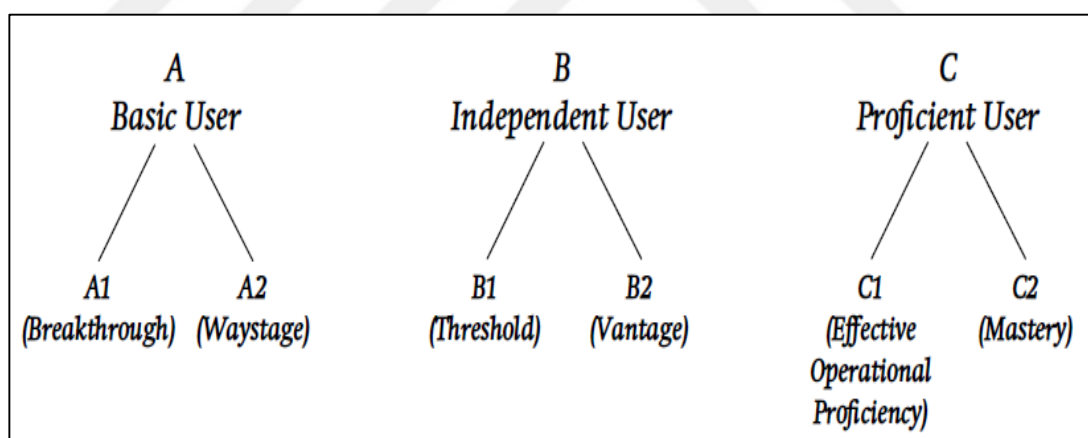 A B C
Basic User Independent User Proficient User
A1 A2 B1 B2 C1 C2
(Breakthrough) (Waystage) (Threshold) (Vantage) (Effective (Mastery)
Operational
Proficiency)